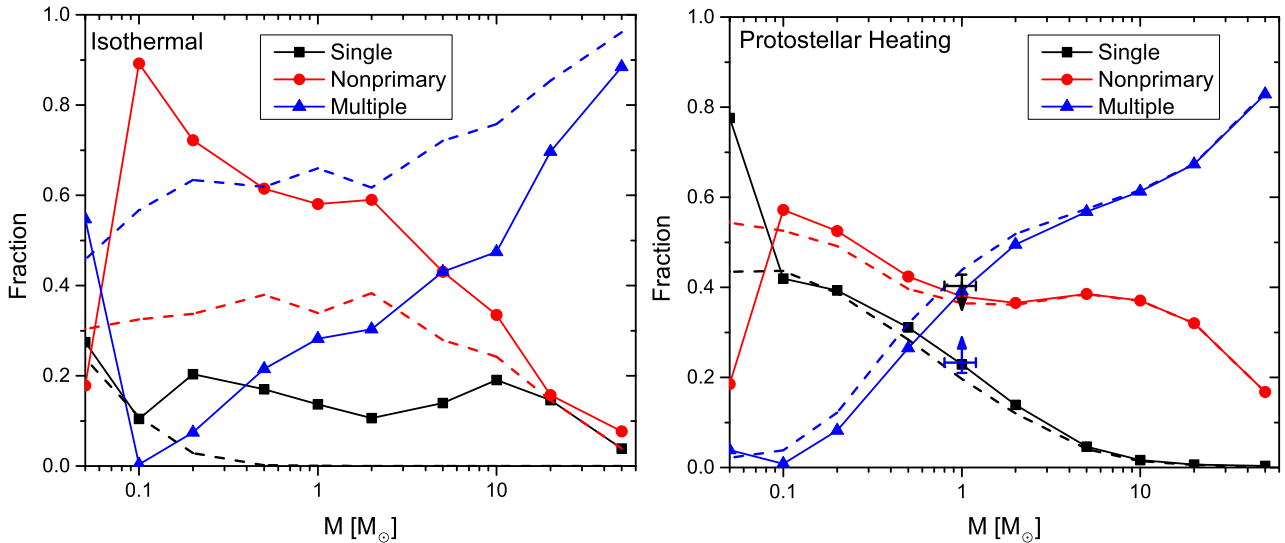 Isothermal
Single
Nonprimary
Multiple
1.0
0.8
0.6
0.4
0.2
0.0
Fraction
0.1
1
10
M [M☉]
Protostellar Heating
Single
Nonprimary
Multiple
1.0
0.8
0.6
0.4
0.2
0.0
Fraction
0.1
1
10
M [M☉]